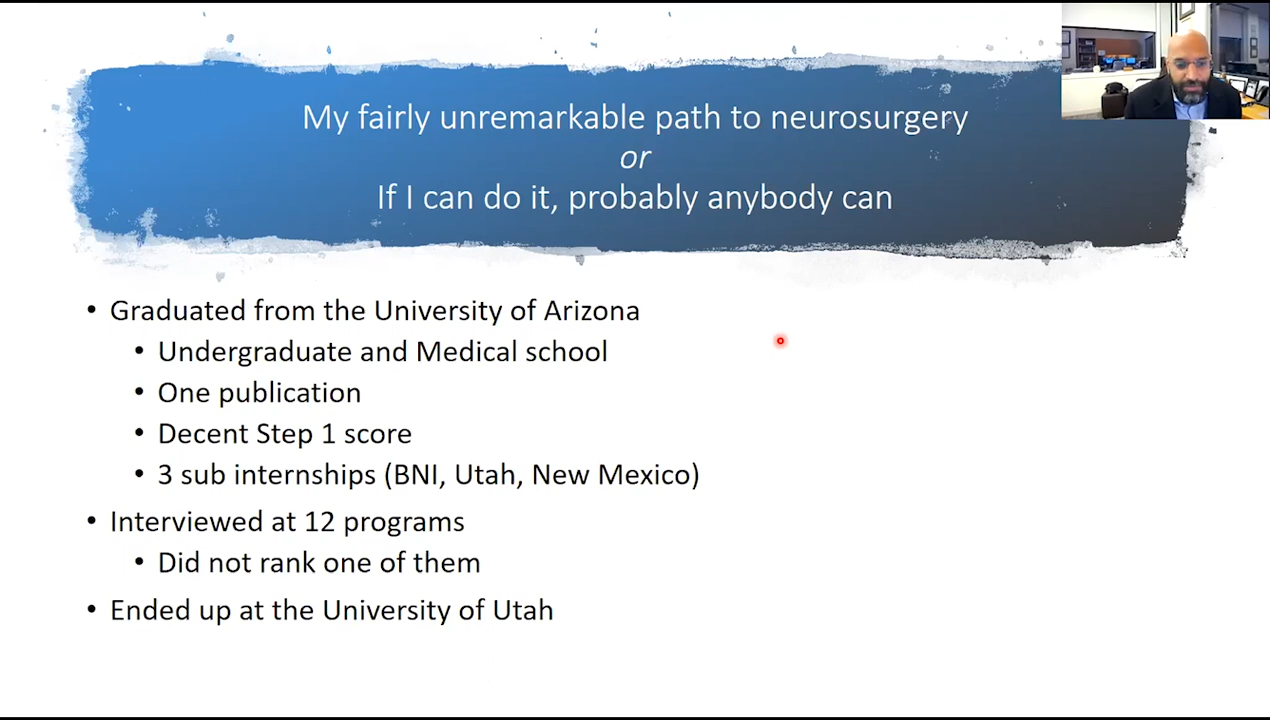 My fairly unremarkable path to neurosurgery
or
If I can do it, probably anybody can
• Graduated from the University of Arizona
• Undergraduate and Medical school
• One publication
• Decent Step 1 score
• 3 sub internships (BNI, Utah, New Mexico)
• Interviewed at 12 programs
• Did not rank one of them
• Ended up at the University of Utah